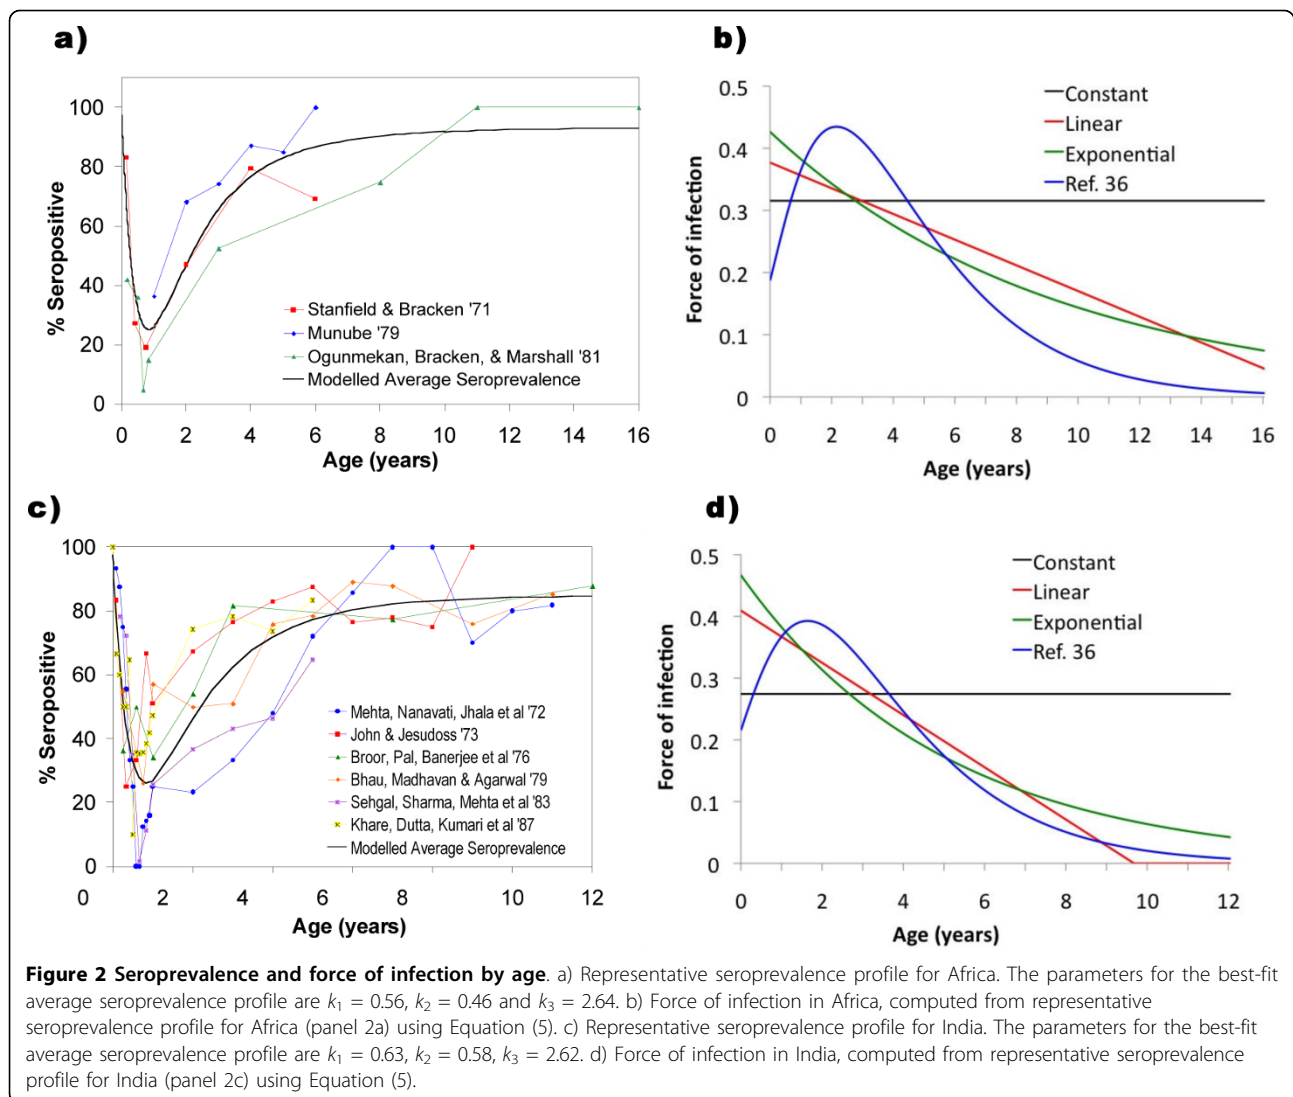 a)
100
80
60
40
20
0
% Seropositive
Stanfield & Bracken '71
Munube '79
Ogunmekan, Bracken, & Marshall '81
Modelled Average Seroprevalence
0 2 4 6 8 10 12 14 16
Age (years)
b)
0.5
0.4
0.3
0.2
0.1
0
Force of infection
Constant
Linear
Exponential
Ref. 36
0 2 4 6 8 10 12 14 16
Age (years)
c)
100
80
60
40
20
0
% Seropositive
Mehta, Nanavati, Jhala et al '72
John & Jesudoss '73
Broor, Pal, Banerjee et al '76
Bhau, Madhavan & Agarwal '79
Sehgal, Sharma, Mehta et al '83
Khare, Dutta, Kumari et al '87
Modelled Average Seroprevalence
0 2 4 6 8 10 12
Age (years)
d)
0.5
0.4
0.3
0.2
0.1
0
Force of infection
Constant
Linear
Exponential
Ref. 36
0 2 4 6 8 10 12
Age (years)
Figure 2 Seroprevalence and force of infection by age. a) Representative seroprevalence profile for Africa. The parameters for the best-fit
average seroprevalence profile are k₁ = 0.56, k₂ = 0.46 and k₃ = 2.64. b) Force of infection in Africa, computed from representative
seroprevalence profile for Africa (panel 2a) using Equation (5). c) Representative seroprevalence profile for India. The parameters for the best-fit
average seroprevalence profile are k₁ = 0.63, k₂ = 0.58, k₃ = 2.62. d) Force of infection in India, computed from representative seroprevalence
profile for India (panel 2c) using Equation (5).